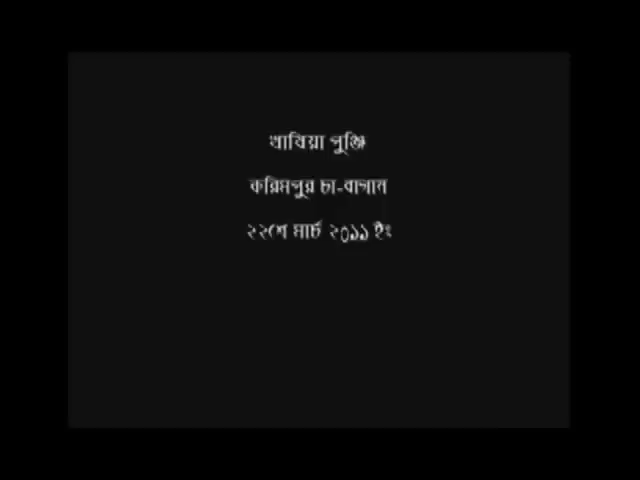 খাষিয়া পুঞ্জি
করিমপুর চা-বাগান
২২শে মার্চ ২০১১ ইং